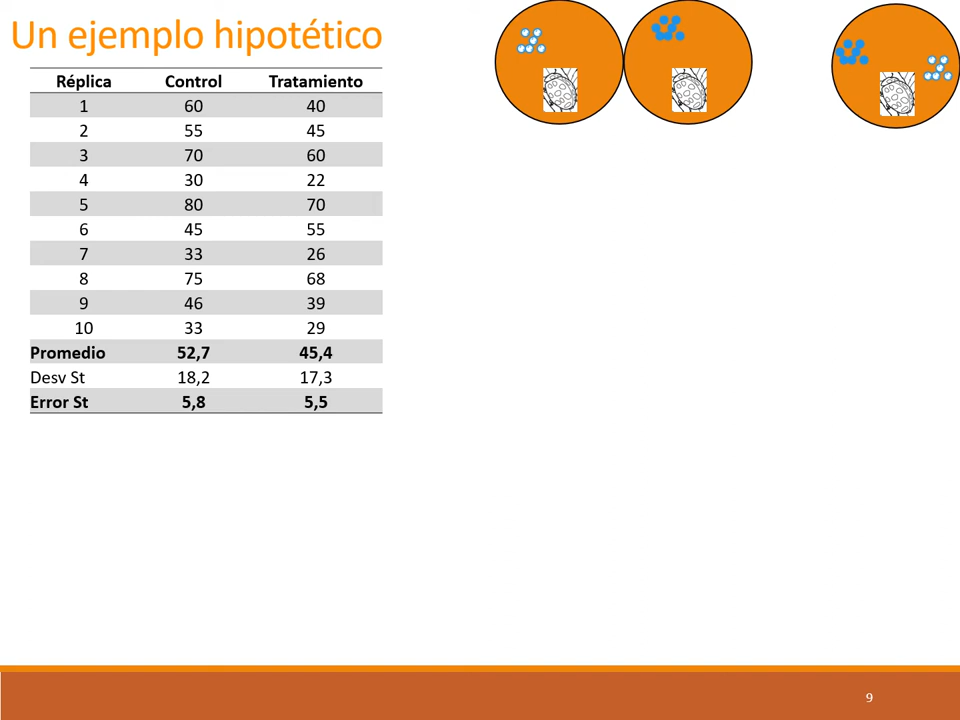 Un ejemplo hipotético
Réplica Control Tratamiento
1 60 40
2 55 45
3 70 60
4 30 22
5 80 70
6 45 55
7 33 26
8 75 68
9 46 39
10 33 29
Promedio 52,7 45,4
Desv St 18,2 17,3
Error St 5,8 5,5
9